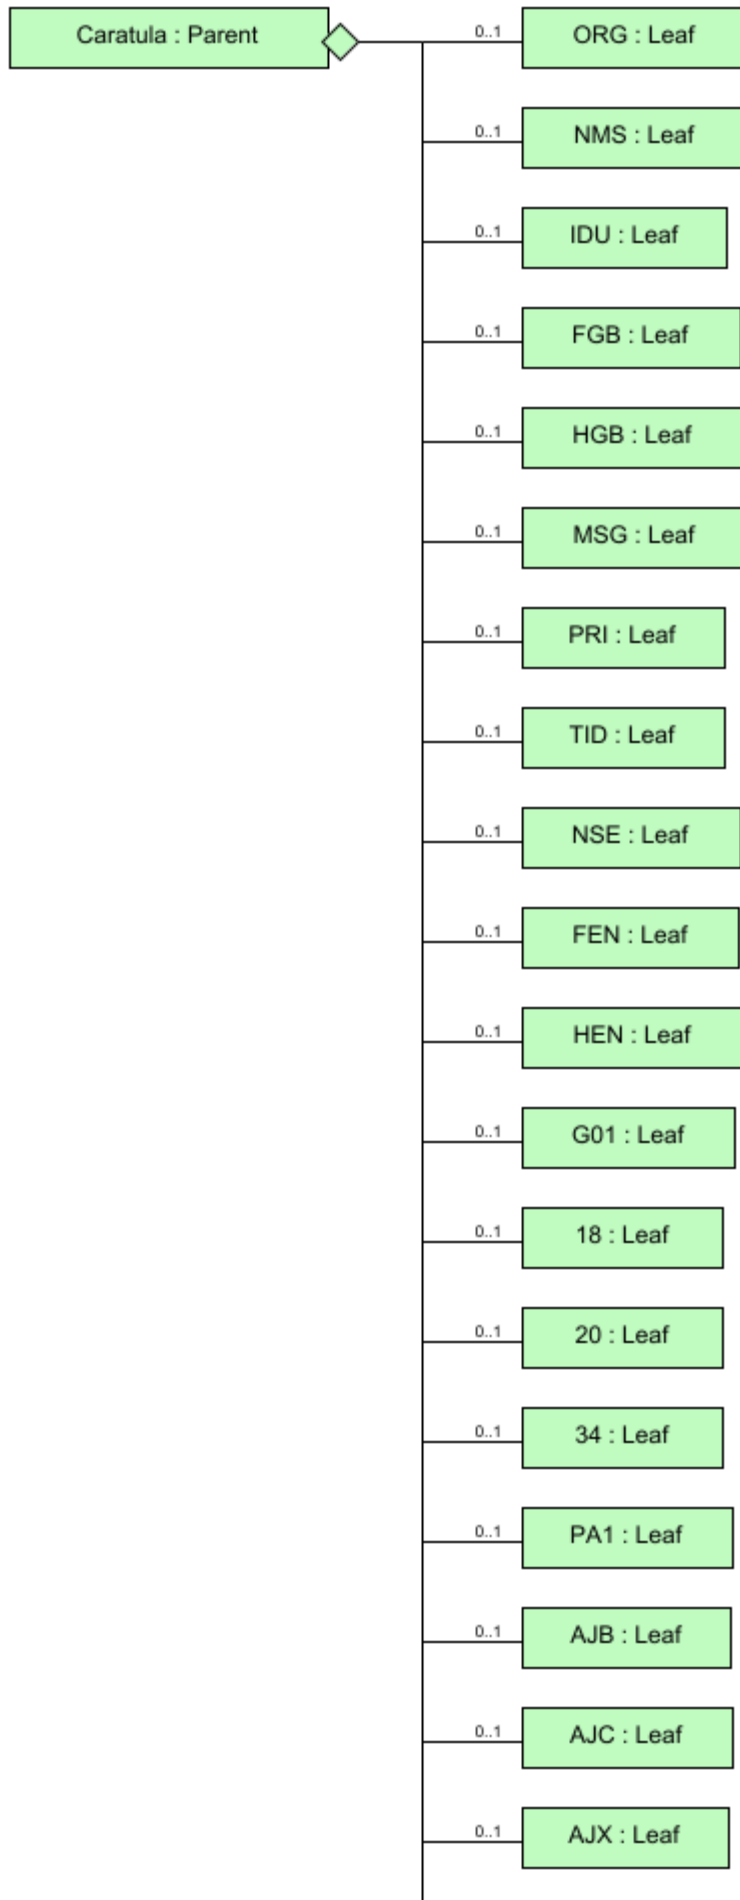 Caratula : Parent
0..1 ORG : Leaf
0..1 NMS : Leaf
0..1 IDU : Leaf
0..1 FGB : Leaf
0..1 HGB : Leaf
0..1 MSG : Leaf
0..1 PRI : Leaf
0..1 TID : Leaf
0..1 NSE : Leaf
0..1 FEN : Leaf
0..1 HEN : Leaf
0..1 G01 : Leaf
0..1 18 : Leaf
0..1 20 : Leaf
0..1 34 : Leaf
0..1 PA1 : Leaf
0..1 AJB : Leaf
0..1 AJC : Leaf
0..1 AJX : Leaf